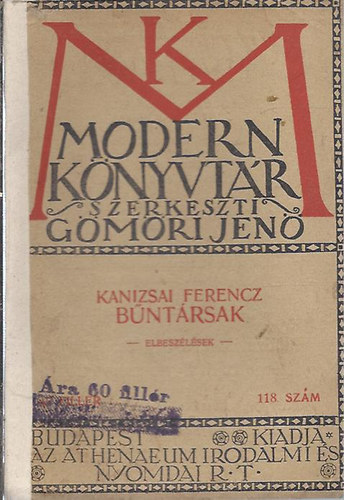 MK
MODERN
KÖNYVTÁR
SZERKESZTI
GÖMÖRI JENŐ
KANIZSAI FERENCZ
BŰNTÁRSAK
— ELBESZÉLÉSEK —
Ára 60 fillér
118. SZÁM
BUDAPEST KIADJA
AZ ATHENAEUM IRODALMI ÉS
NYOMDAI R·T·